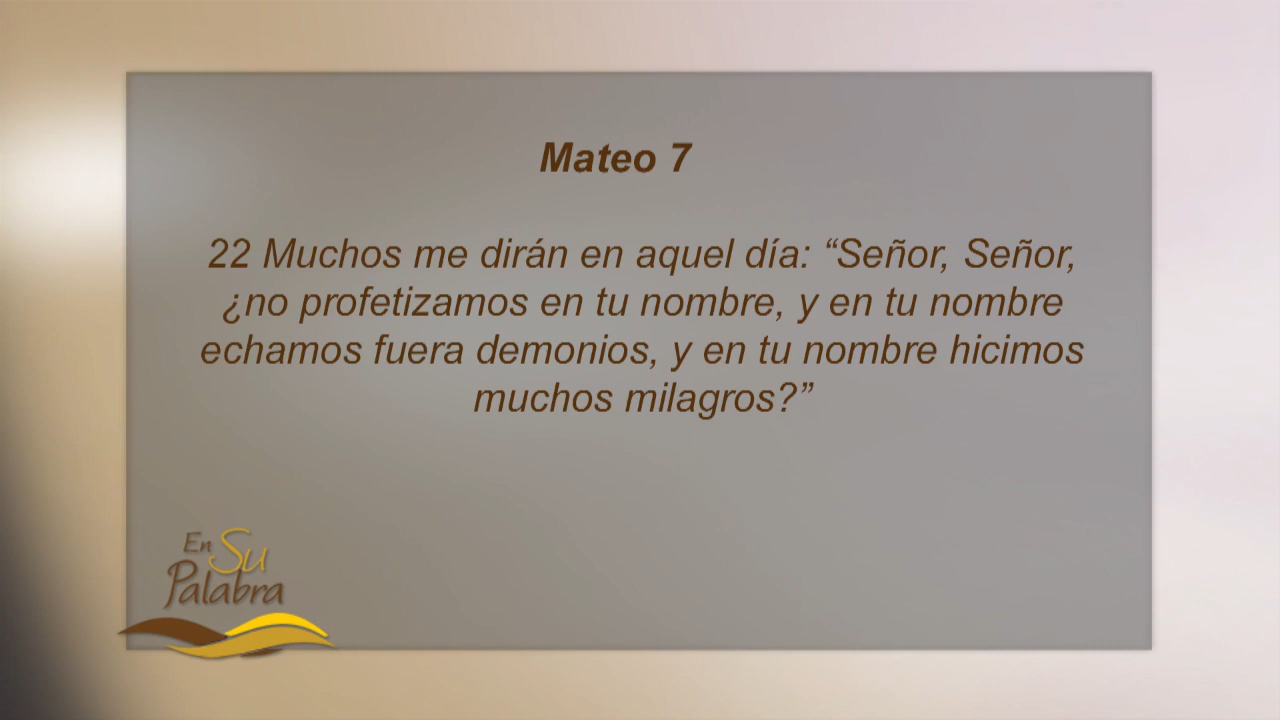 Mateo 7
22 Muchos me dirán en aquel día: “Señor, Señor,
¿no profetizamos en tu nombre, y en tu nombre
echamos fuera demonios, y en tu nombre hicimos
muchos milagros?”
En Su
Palabra